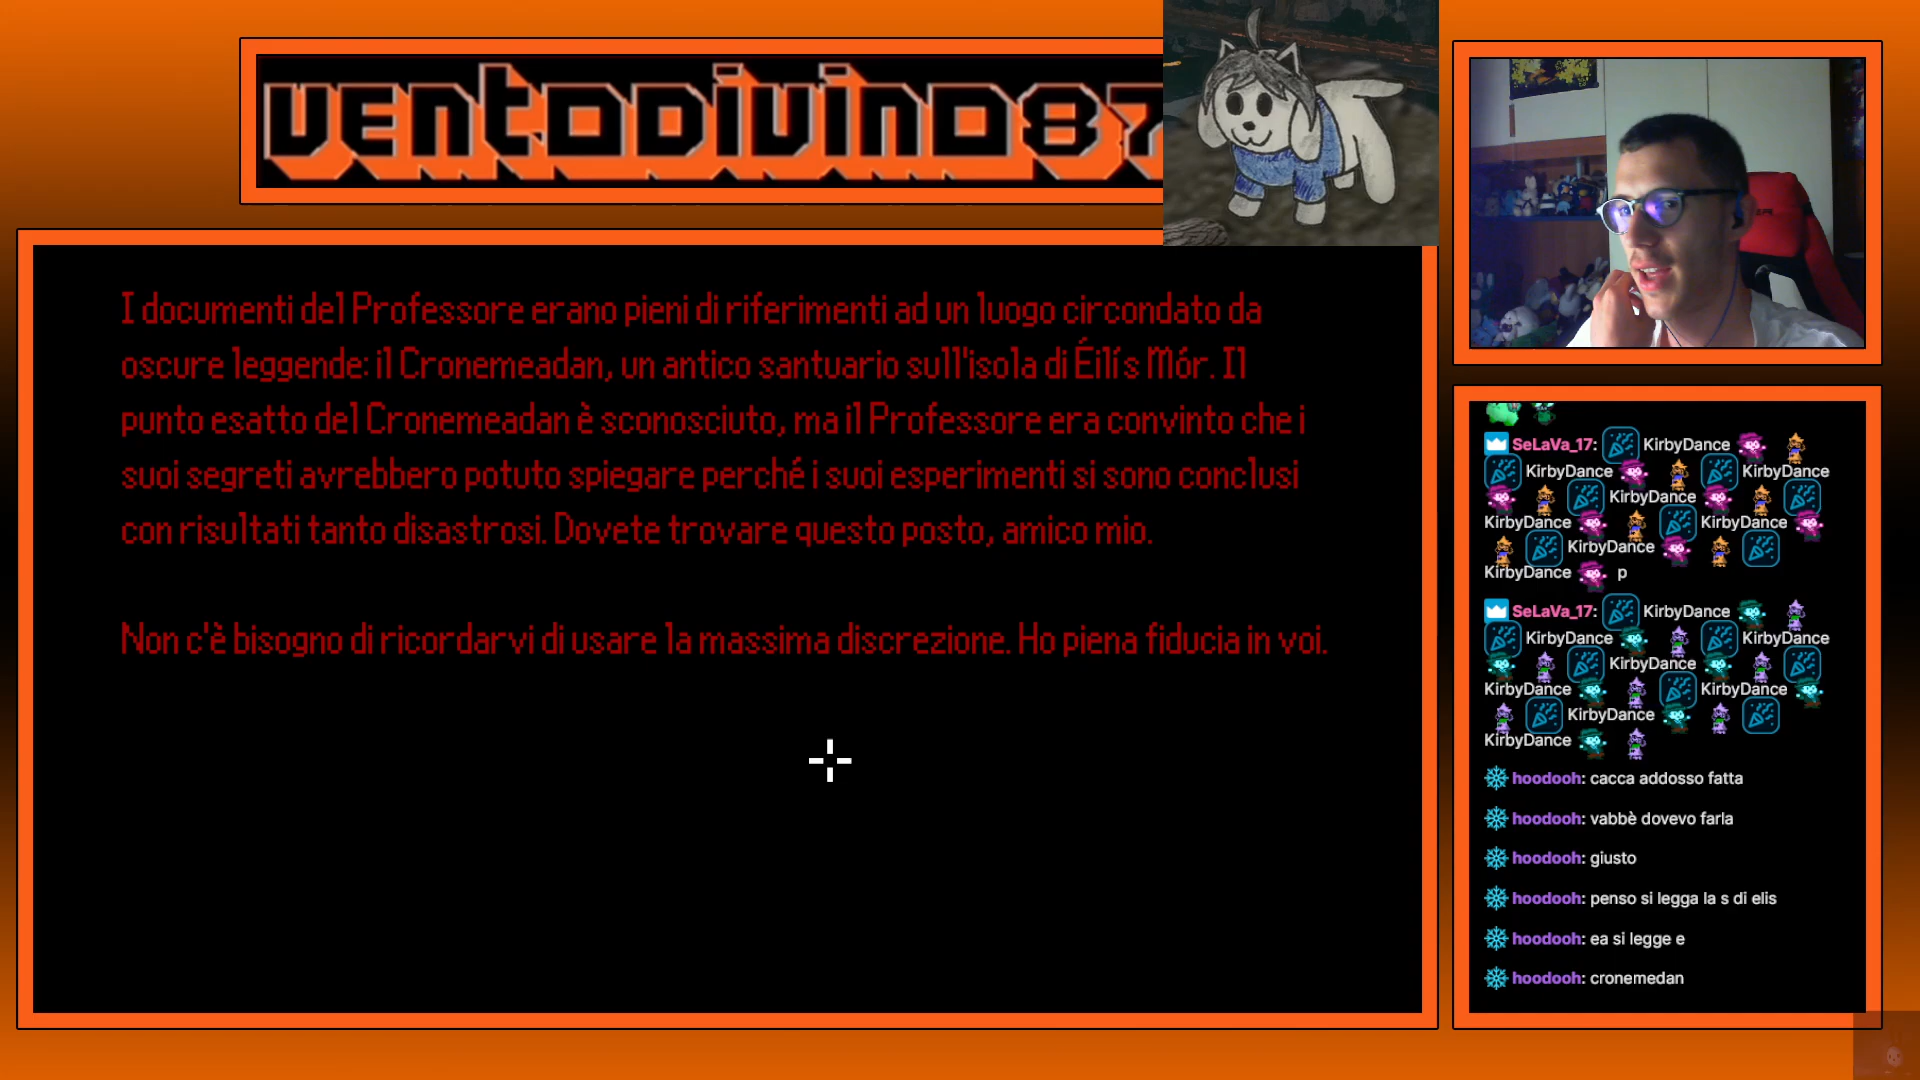 ventodivino87
I documenti del Professore erano pieni di riferimenti ad un luogo circondato da
oscure leggende: il Cronemeadan, un antico santuario sull'isola di Éilís Mór. Il
punto esatto del Cronemeadan è sconosciuto, ma il Professore era convinto che i
suoi segreti avrebbero potuto spiegare perché i suoi esperimenti si sono conclusi
con risultati tanto disastrosi. Dovete trovare questo posto, amico mio.
Non c'è bisogno di ricordarvi di usare la massima discrezione. Ho piena fiducia in voi.
SeLaVa_17: KirbyDance
KirbyDance KirbyDance
KirbyDance
KirbyDance KirbyDance
KirbyDance
KirbyDance p
SeLaVa_17: KirbyDance
KirbyDance KirbyDance
KirbyDance
KirbyDance KirbyDance
KirbyDance
KirbyDance
hoodooh: cacca addosso fatta
hoodooh: vabbè dovevo farla
hoodooh: giusto
hoodooh: penso si legga la s di elis
hoodooh: ea si legge e
hoodooh: cronemedan